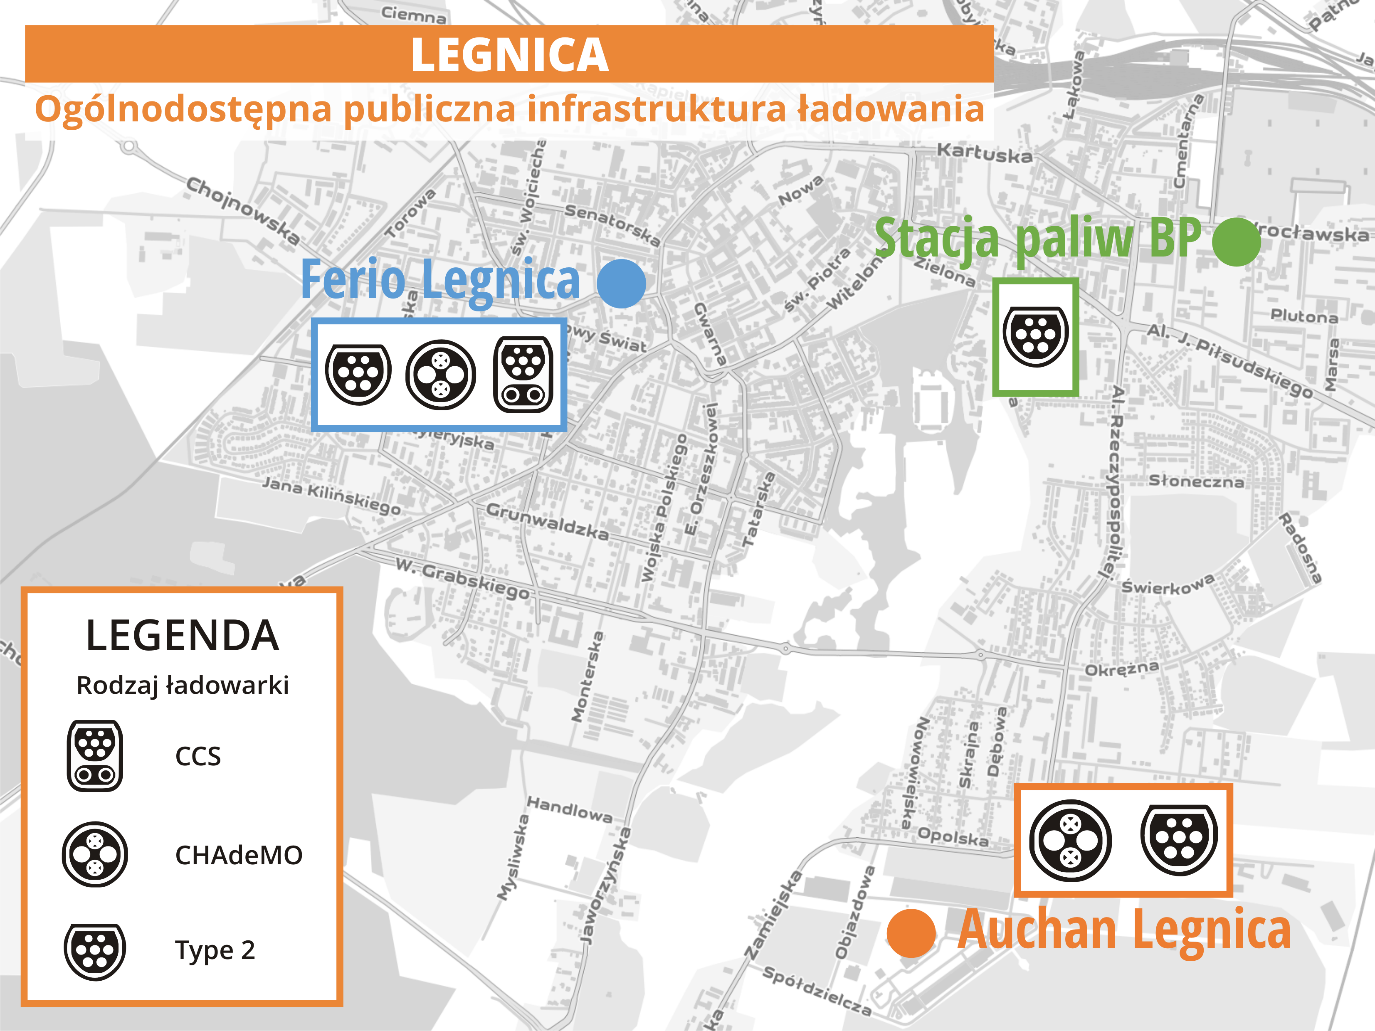 Ciemna
LEGNICA
Ogólnodostępna publiczna infrastruktura ładowania
Łąkowa
Cmentarna
Kartuska
Chojnowska
Torowa
św. Wojciecha
Senatorska
Nowa
Stacja paliw BP
Ferio Legnica
św. Piotra
Zielona
Gwarna
Plutona
Al. J. Piłsudskiego
Marsa
Al. Rzeczypospolitej
Jana Kilińskiego
Grunwaldzka
Wojska Polskiego
E. Orzeszkowej
Tatarska
Słoneczna
Radosna
W. Grabskiego
Świerkowa
Okrężna
Monterska
LEGENDA
Rodzaj ładowarki
CCS
CHAdeMO
Type 2
Nowowiejska
Skrajna
Dębowa
Opolska
Handlowa
Myśliwska
Jaworzyńska
Zamiejska
Objazdowa
Spółdzielcza
Auchan Legnica